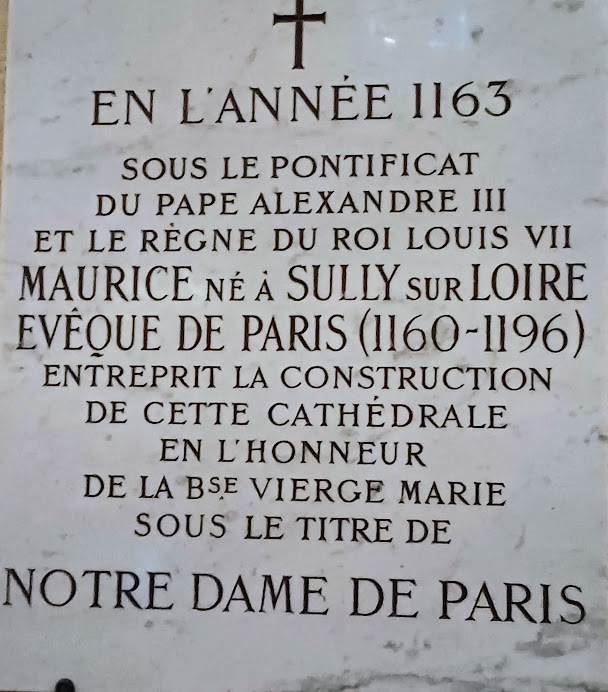 EN L'ANNÉE 1163
SOUS LE PONTIFICAT
DU PAPE ALEXANDRE III
ET LE RÈGNE DU ROI LOUIS VII
MAURICE NÉ À SULLY SUR LOIRE
EVÊQUE DE PARIS (1160-1196)
ENTREPRIT LA CONSTRUCTION
DE CETTE CATHÉDRALE
EN L'HONNEUR
DE LA BSE VIERGE MARIE
SOUS LE TITRE DE
NOTRE DAME DE PARIS